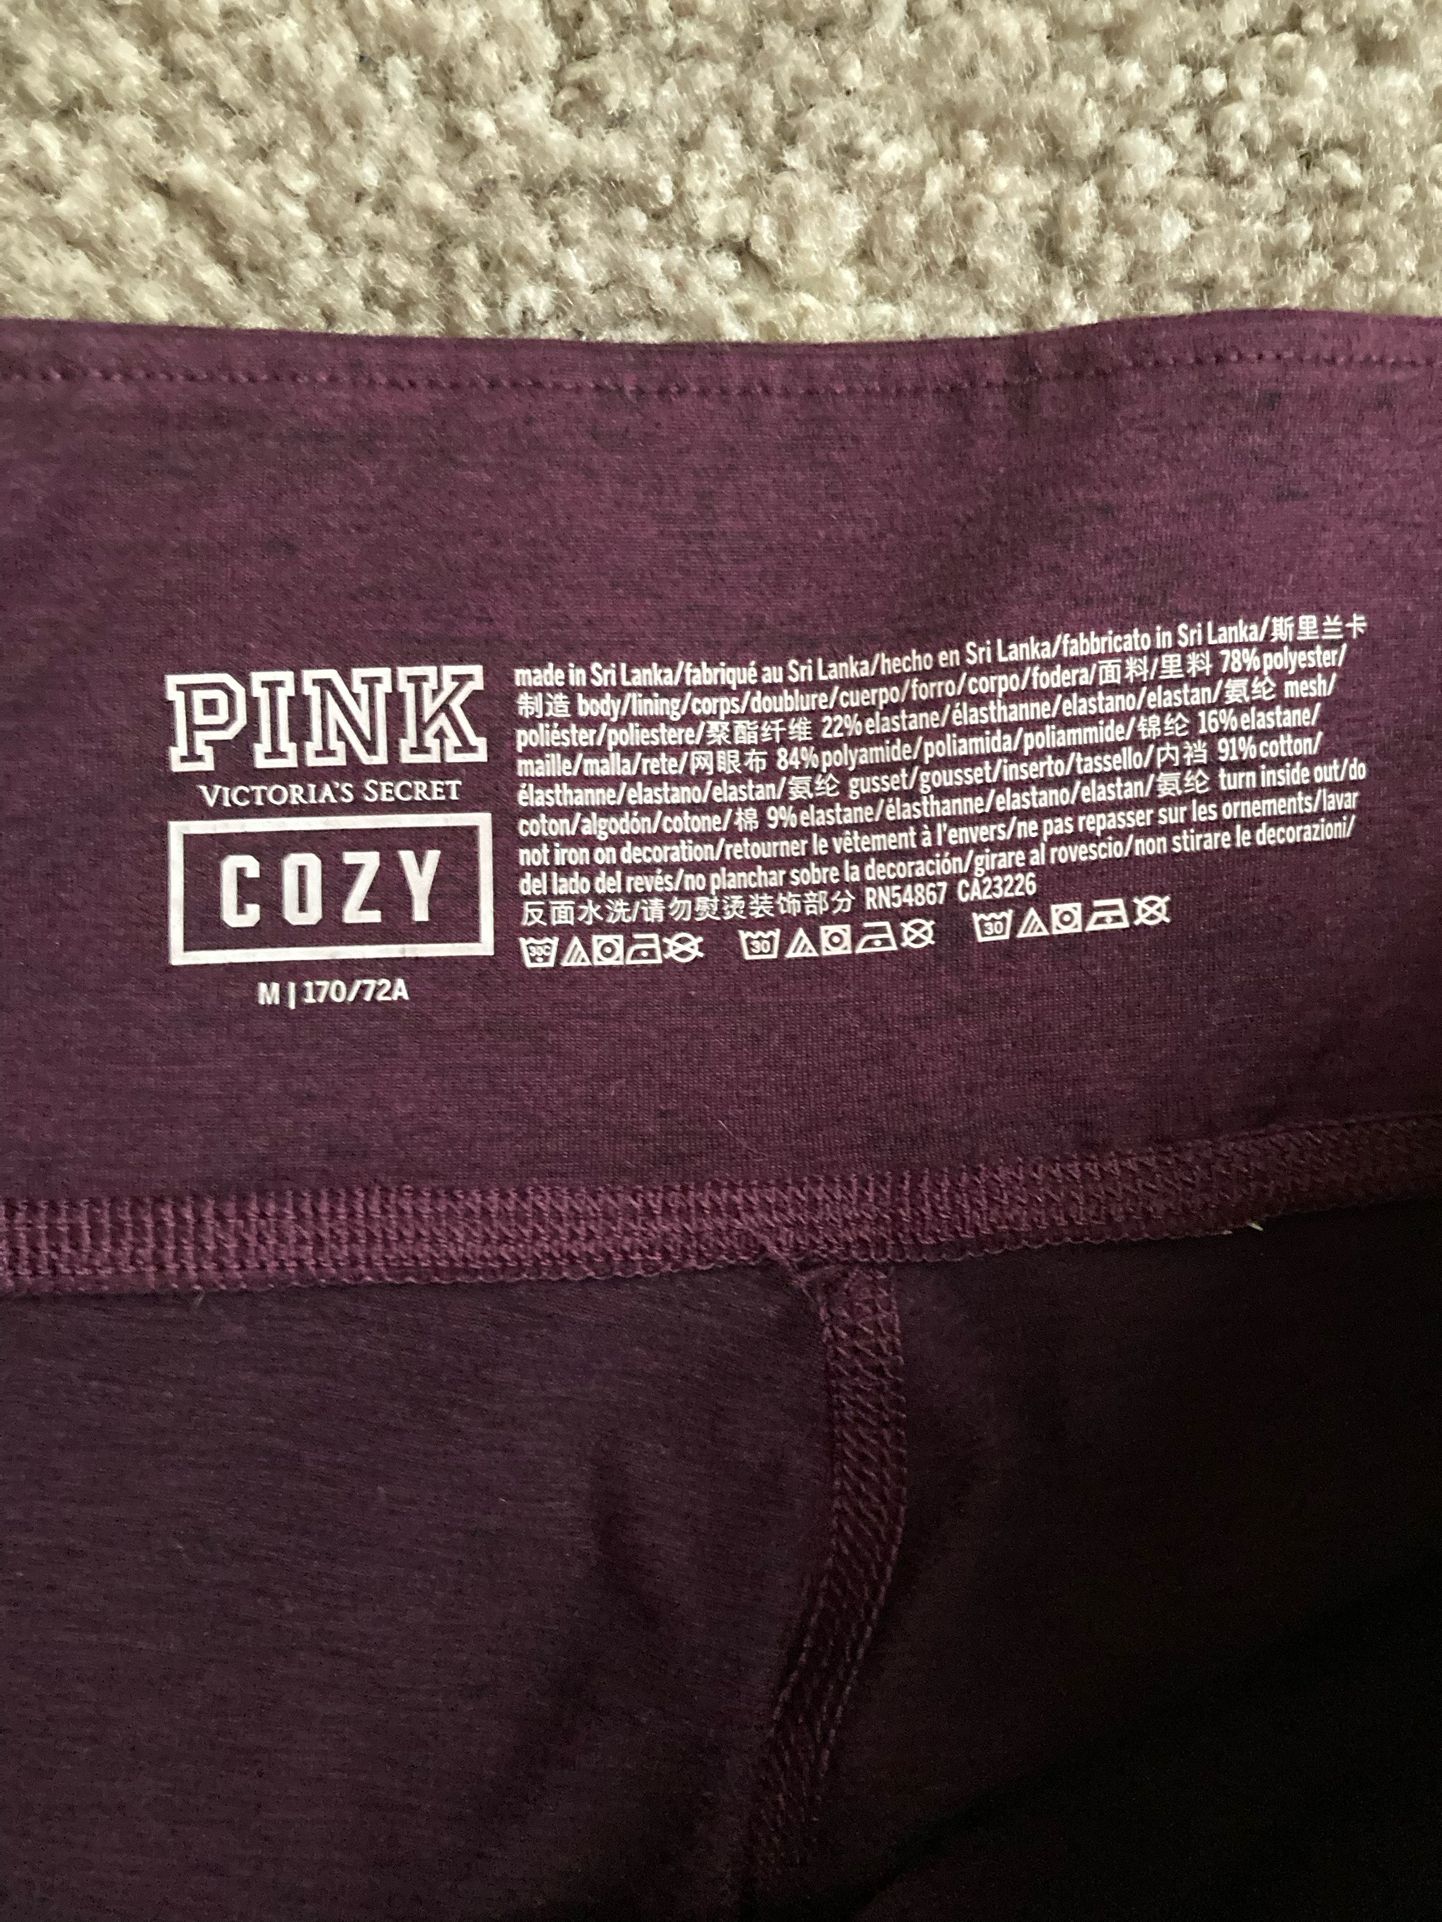 PINK
VICTORIA'S SECRET
COZY
M | 170/72A
made in Sri Lanka/fabriqué au Sri Lanka/hecho en Sri Lanka/fabbricato in Sri Lanka/斯里兰卡
制造 body/lining/corps/doublure/cuerpo/forro/corpo/fodera/面料/里料 78%polyester/
poliéster/poliestere/聚酯纤维 22%elastane/élasthanne/elastano/elastan/氨纶 mesh/
maille/malla/rete/网眼布 84%polyamide/poliamida/poliammide/锦纶 16%elastane/
élasthanne/elastano/elastan/氨纶 gusset/gousset/inserto/tassello/内裆 91%cotton/
coton/algodón/cotone/棉 9%elastane/élasthanne/elastano/elastan/氨纶 turn inside out/do
not iron on decoration/retourner le vêtement à l'envers/ne pas repasser sur les ornements/lavar
del lado del revés/no planchar sobre la decoración/girare al rovescio/non stirare le decorazioni/
反面水洗/请勿熨烫装饰部分 RN54867 CA23226
30C 30 30